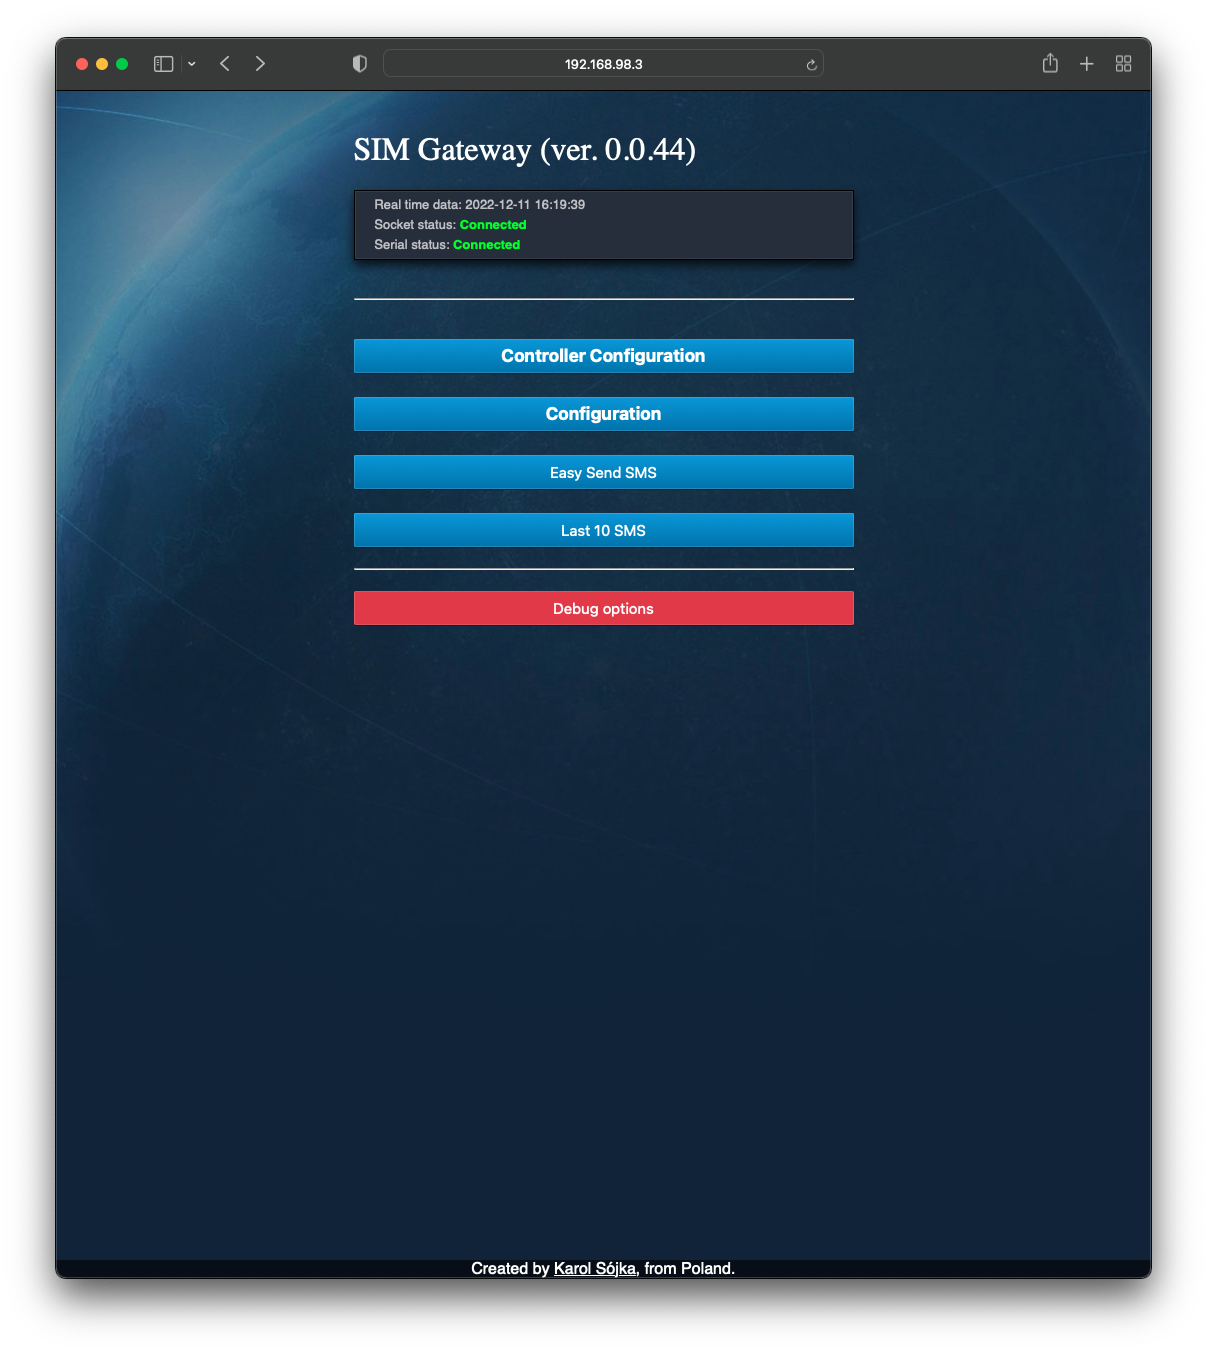 192.168.98.3
SIM Gateway (ver. 0.0.44)
Real time data: 2022-12-11 16:19:39
Socket status: Connected
Serial status: Connected
Controller Configuration
Configuration
Easy Send SMS
Last 10 SMS
Debug options
Created by Karol Sójka, from Poland.